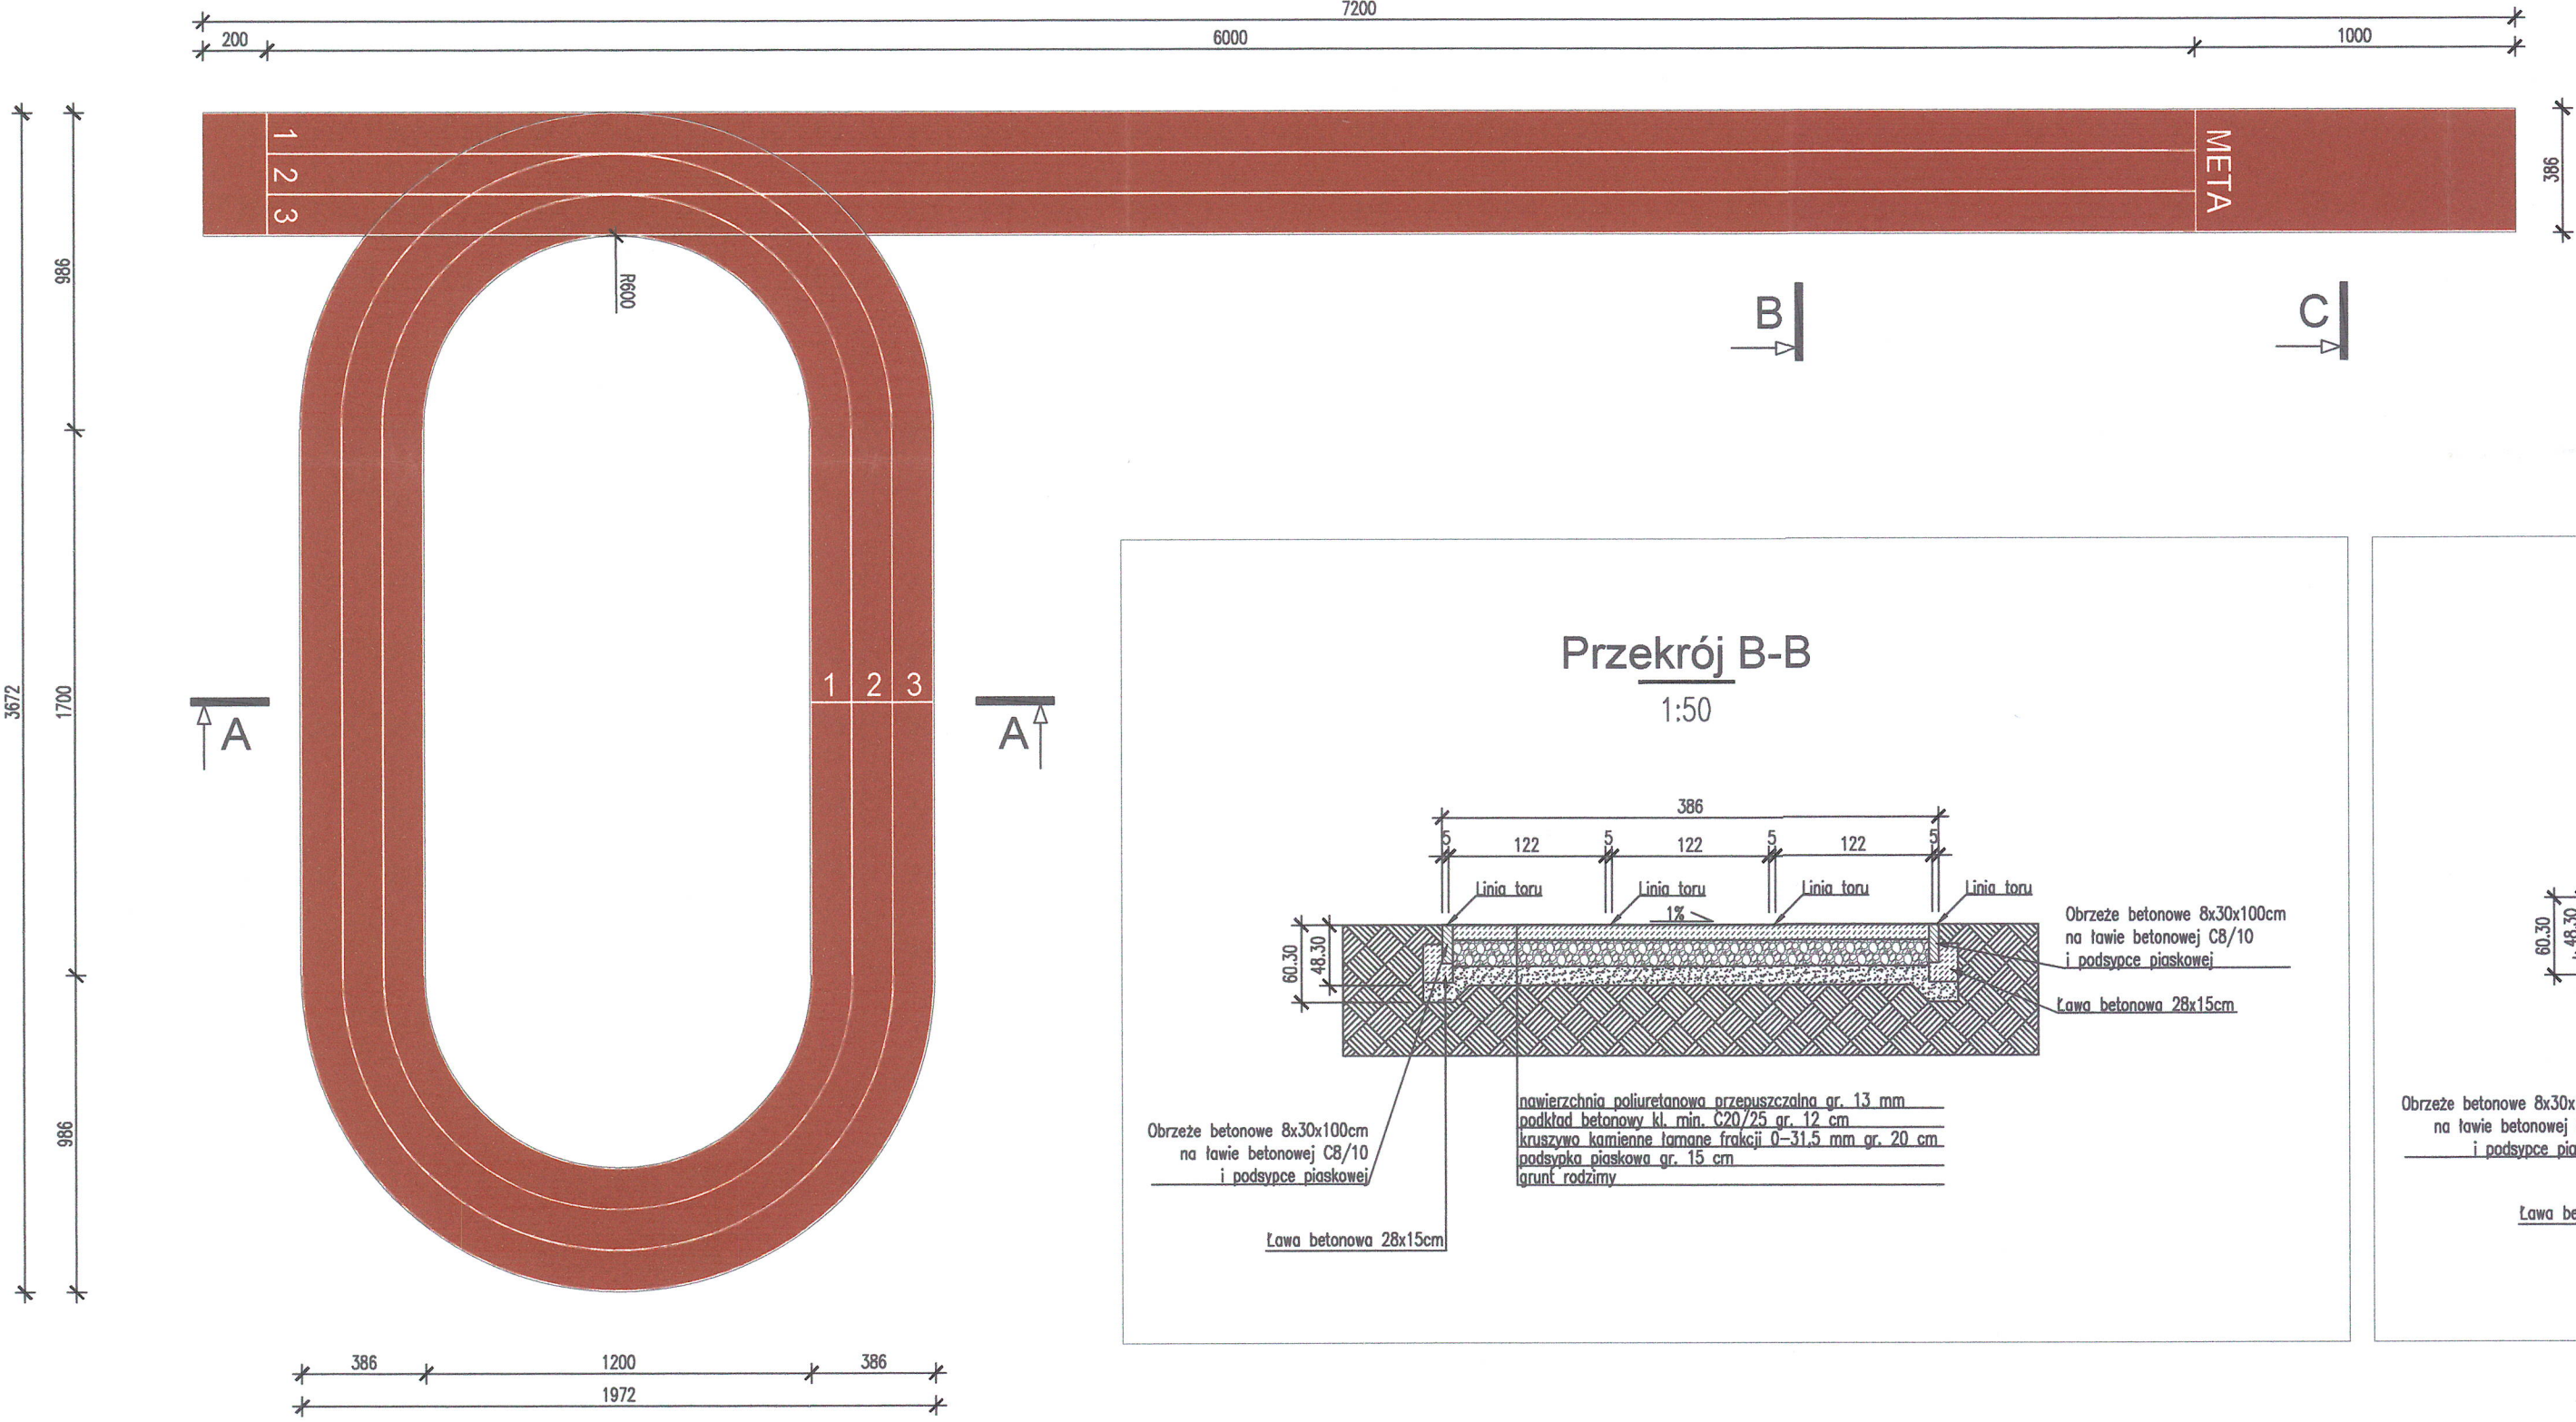 7200
200
6000
1000
1
2
3
META
386
986
R600
B
C
3672
1700
1 2 3
A
A
986
386
1200
386
1972
Przekrój B-B
1:50
386
5
122
5
122
5
122
5
Linia toru
Linia toru
Linia toru
Linia toru
1%
60.30
48.30
Obrzeże betonowe 8x30x100cm
na ławie betonowej C8/10
i podsypce piaskowej
Ława betonowa 28x15cm
Obrzeże betonowe 8x30x100cm
na ławie betonowej C8/10
i podsypce piaskowej
Ława betonowa 28x15cm
nawierzchnia poliuretanowa przepuszczalna gr. 13 mm
podkład betonowy kl. min. C20/25 gr. 12 cm
kruszywo kamienne łamane frakcji 0-31,5 mm gr. 20 cm
podsypka piaskowa gr. 15 cm
grunt rodzimy
60.30
48.30
Obrzeże betonowe 8x30x
na ławie betonowej
i podsypce pia
Ława be